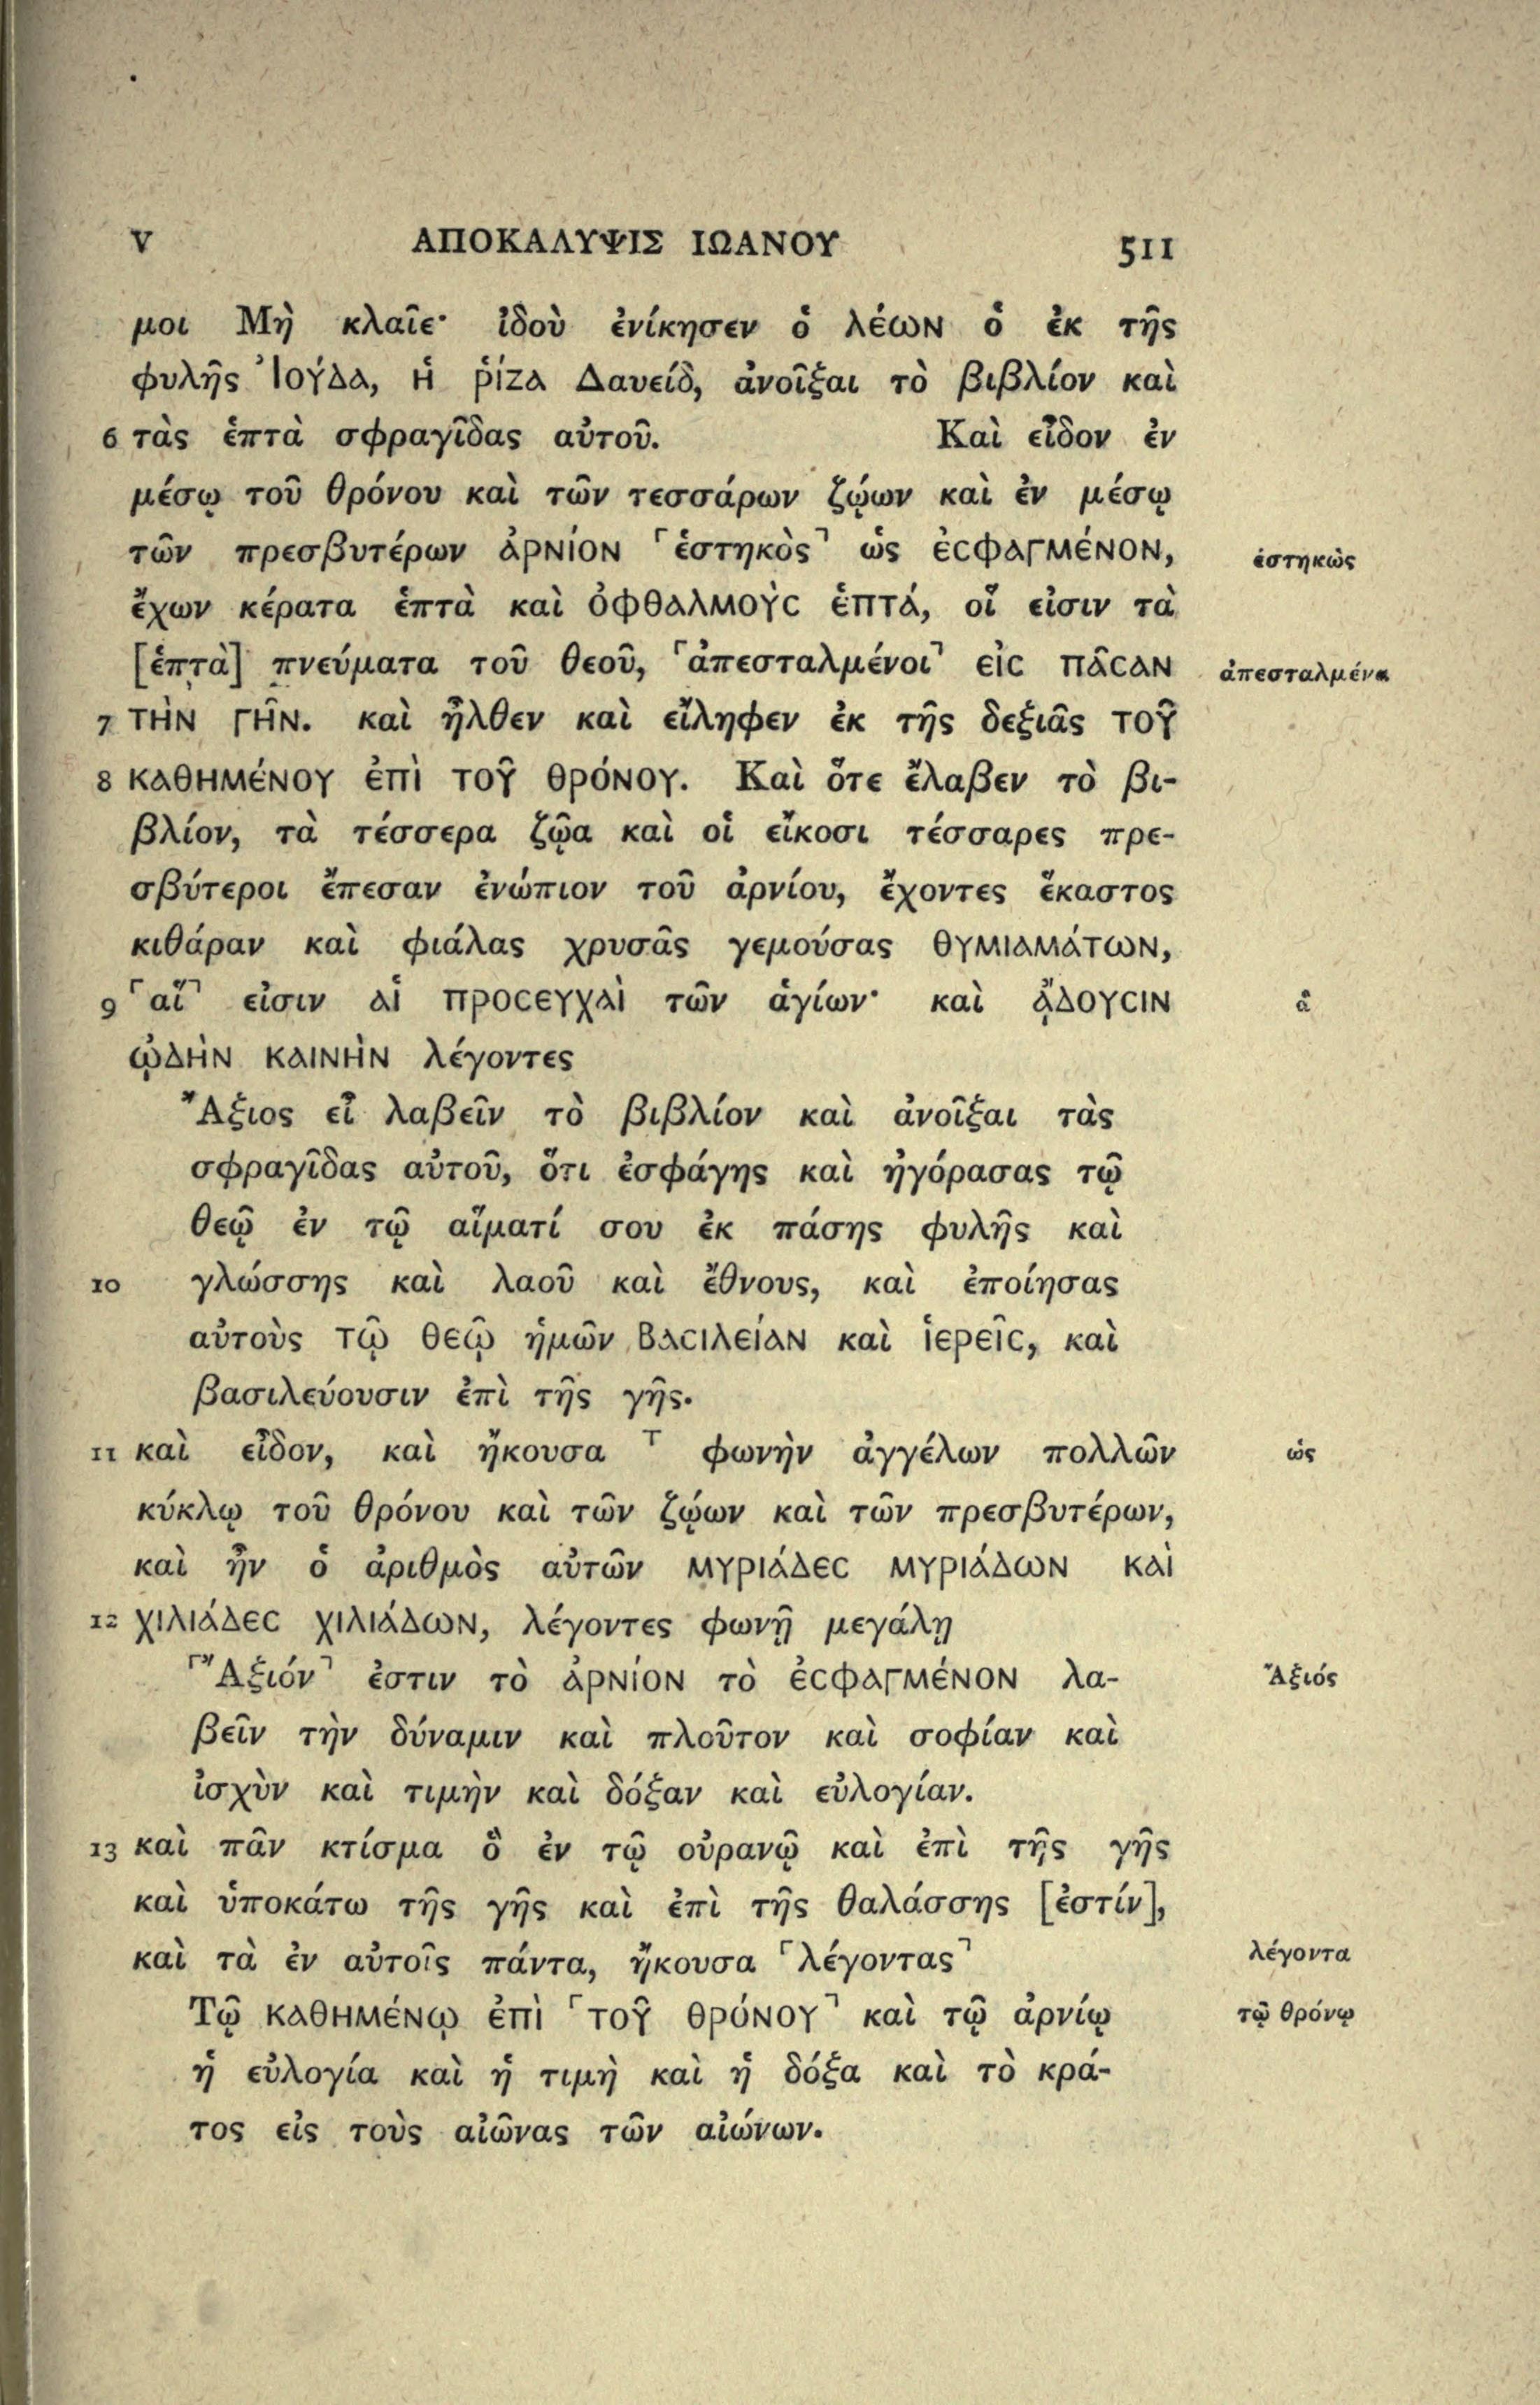 V ΑΠΟΚΑΛΥΨΙΣ ΙΩΑΝΟΥ 511
μοι Μὴ κλαῖε· ἰδοὺ ἐνίκησεν ὁ λέων ὁ ἐκ τῆς
φυλῆς Ἰούδα, ἡ ῥίζα Δαυείδ, ἀνοῖξαι τὸ βιβλίον καὶ
6 τὰς ἑπτὰ σφραγῖδας αὐτοῦ. Καὶ εἶδον ἐν
μέσῳ τοῦ θρόνου καὶ τῶν τεσσάρων ζῴων καὶ ἐν μέσῳ
τῶν πρεσβυτέρων ἀρνίον ⸢ἑστηκὸς⸣ ὡς ἐσφαγμένον, ἑστηκὼς
ἔχων κέρατα ἑπτὰ καὶ ὀφθαλμοὺς ἑπτά, οἵ εἰσιν τὰ
[ἑπτὰ] πνεύματα τοῦ θεοῦ, ⸢ἀπεσταλμένοι⸣ εἰς πᾶσαν ἀπεσταλμένα
7 τὴν γῆν. καὶ ἦλθεν καὶ εἴληφεν ἐκ τῆς δεξιᾶς τοῦ
8 καθημένου ἐπὶ τοῦ θρόνου. Καὶ ὅτε ἔλαβεν τὸ βι-
βλίον, τὰ τέσσερα ζῷα καὶ οἱ εἴκοσι τέσσαρες πρε-
σβύτεροι ἔπεσαν ἐνώπιον τοῦ ἀρνίου, ἔχοντες ἕκαστος
κιθάραν καὶ φιάλας χρυσᾶς γεμούσας θυμιαμάτων,
9 ⸢αἵ⸣ εἰσιν αἱ προσευχαὶ τῶν ἁγίων· καὶ ᾄδουσιν ἅ
ᾠδὴν καινὴν λέγοντες
Ἄξιος εἶ λαβεῖν τὸ βιβλίον καὶ ἀνοῖξαι τὰς
σφραγῖδας αὐτοῦ, ὅτι ἐσφάγης καὶ ἠγόρασας τῷ
θεῷ ἐν τῷ αἵματί σου ἐκ πάσης φυλῆς καὶ
10 γλώσσης καὶ λαοῦ καὶ ἔθνους, καὶ ἐποίησας
αὐτοὺς τῷ θεῷ ἡμῶν βασιλείαν καὶ ἱερεῖς, καὶ
βασιλεύουσιν ἐπὶ τῆς γῆς.
11 καὶ εἶδον, καὶ ἤκουσα ⸆ φωνὴν ἀγγέλων πολλῶν ὡς
κύκλῳ τοῦ θρόνου καὶ τῶν ζῴων καὶ τῶν πρεσβυτέρων,
καὶ ἦν ὁ ἀριθμὸς αὐτῶν μυριάδες μυριάδων καὶ
12 χιλιάδες χιλιάδων, λέγοντες φωνῇ μεγάλῃ
⸢Ἄξιόν⸣ ἐστιν τὸ ἀρνίον τὸ ἐσφαγμένον λα- Ἄξιός
βεῖν τὴν δύναμιν καὶ πλοῦτον καὶ σοφίαν καὶ
ἰσχὺν καὶ τιμὴν καὶ δόξαν καὶ εὐλογίαν.
13 καὶ πᾶν κτίσμα ὃ ἐν τῷ οὐρανῷ καὶ ἐπὶ τῆς γῆς
καὶ ὑποκάτω τῆς γῆς καὶ ἐπὶ τῆς θαλάσσης [ἐστίν],
καὶ τὰ ἐν αὐτοῖς πάντα, ἤκουσα ⸢λέγοντας⸣ λέγοντα
Τῷ καθημένῳ ἐπὶ ⸢τοῦ θρόνου⸣ καὶ τῷ ἀρνίῳ τῷ θρόνῳ
ἡ εὐλογία καὶ ἡ τιμὴ καὶ ἡ δόξα καὶ τὸ κρά-
τος εἰς τοὺς αἰῶνας τῶν αἰώνων.